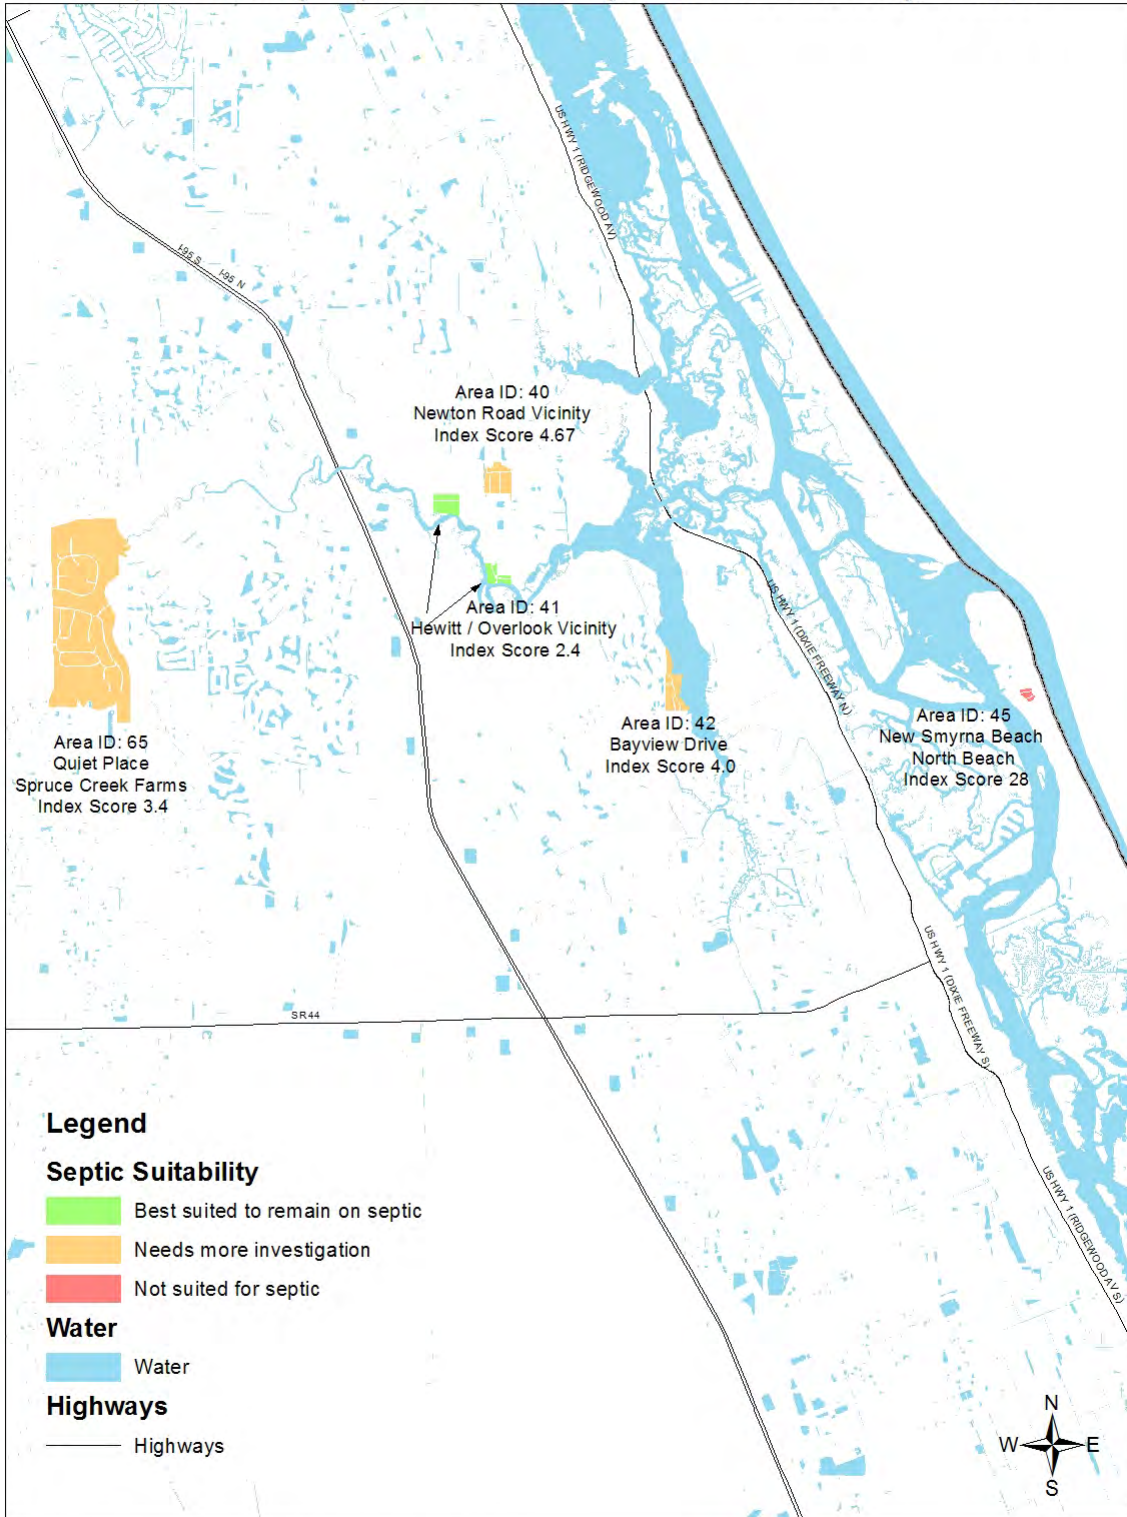 US HWY 1 (RIDGEWOOD AV)
I-95 S
I-95 N
Area ID: 40
Newton Road Vicinity
Index Score 4.67
Area ID: 41
Hewitt / Overlook Vicinity
Index Score 2.4
US HWY 1 (DIXIE FREEWAY N)
Area ID: 65
Quiet Place
Spruce Creek Farms
Index Score 3.4
Area ID: 42
Bayview Drive
Index Score 4.0
Area ID: 45
New Smyrna Beach
North Beach
Index Score 28
US HWY 1 (DIXIE FREEWAY S)
SR 44
US HWY 1 (RIDGEWOOD AV S)
Legend
Septic Suitability
Best suited to remain on septic
Needs more investigation
Not suited for septic
Water
Water
Highways
Highways
N
W E
S